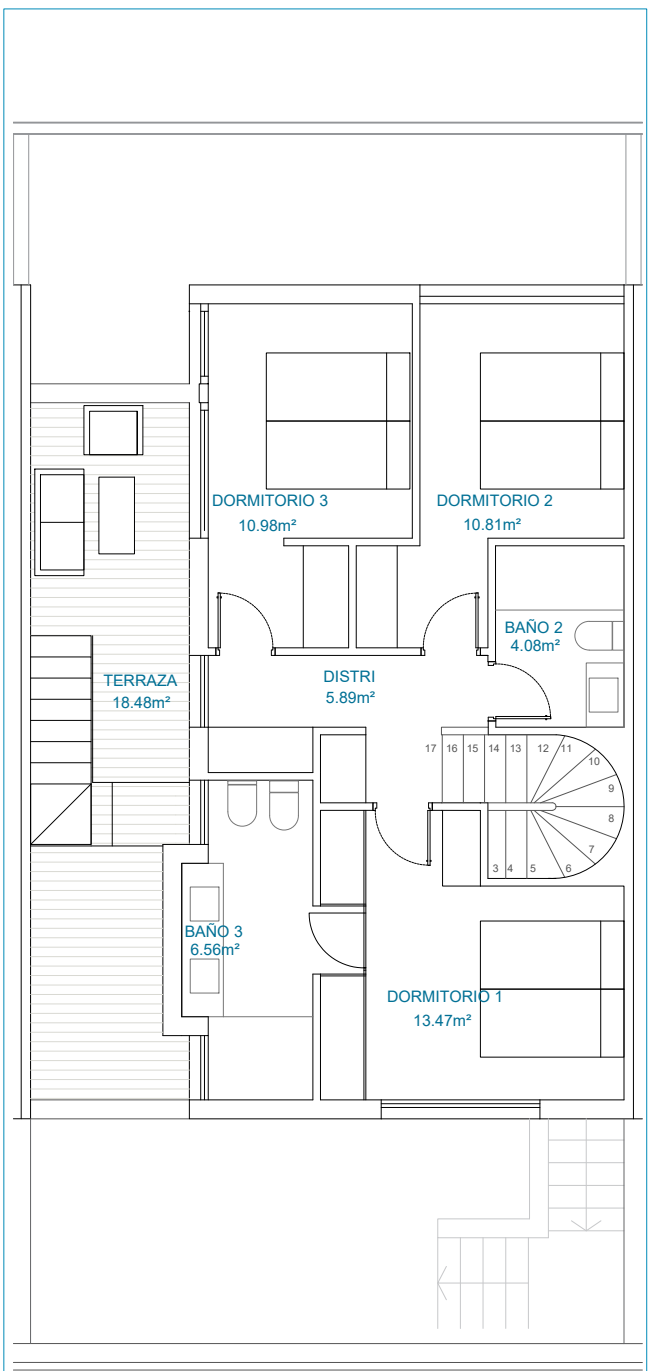 DORMITORIO 3
10.98m²
DORMITORIO 2
10.81m²
BAÑO 2
4.08m²
TERRAZA
18.48m²
DISTRI
5.89m²
17 16 15 14 13 12 11
10
9
8
7
3 4 5 6
BAÑO 3
6.56m²
DORMITORIO 1
13.47m²